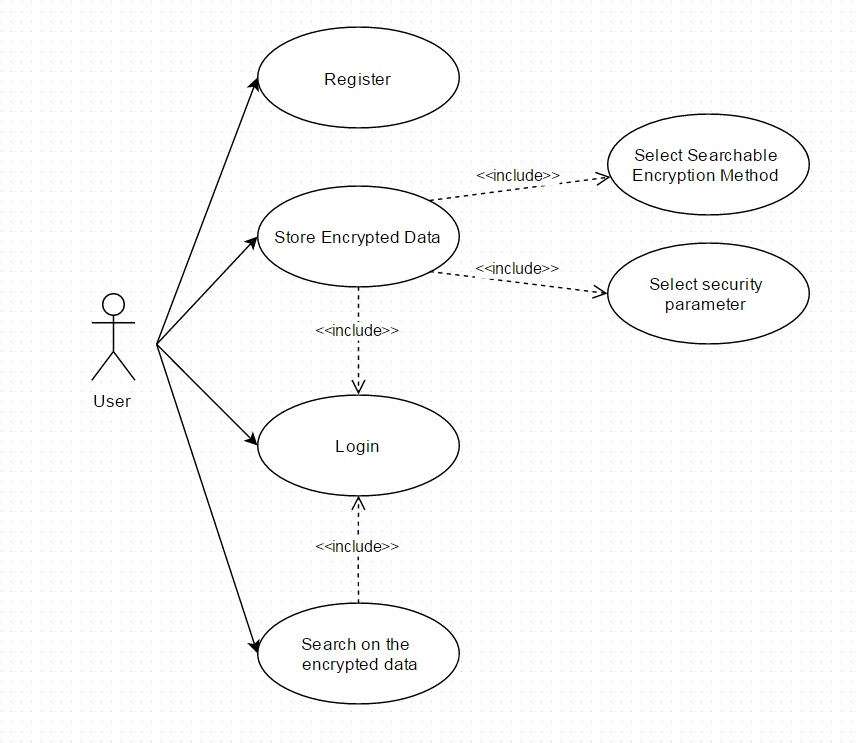 Register
Select Searchable
Encryption Method
<<include>>
Store Encrypted Data
<<include>>
Select security
parameter
<<include>>
User
Login
<<include>>
Search on the
encrypted data